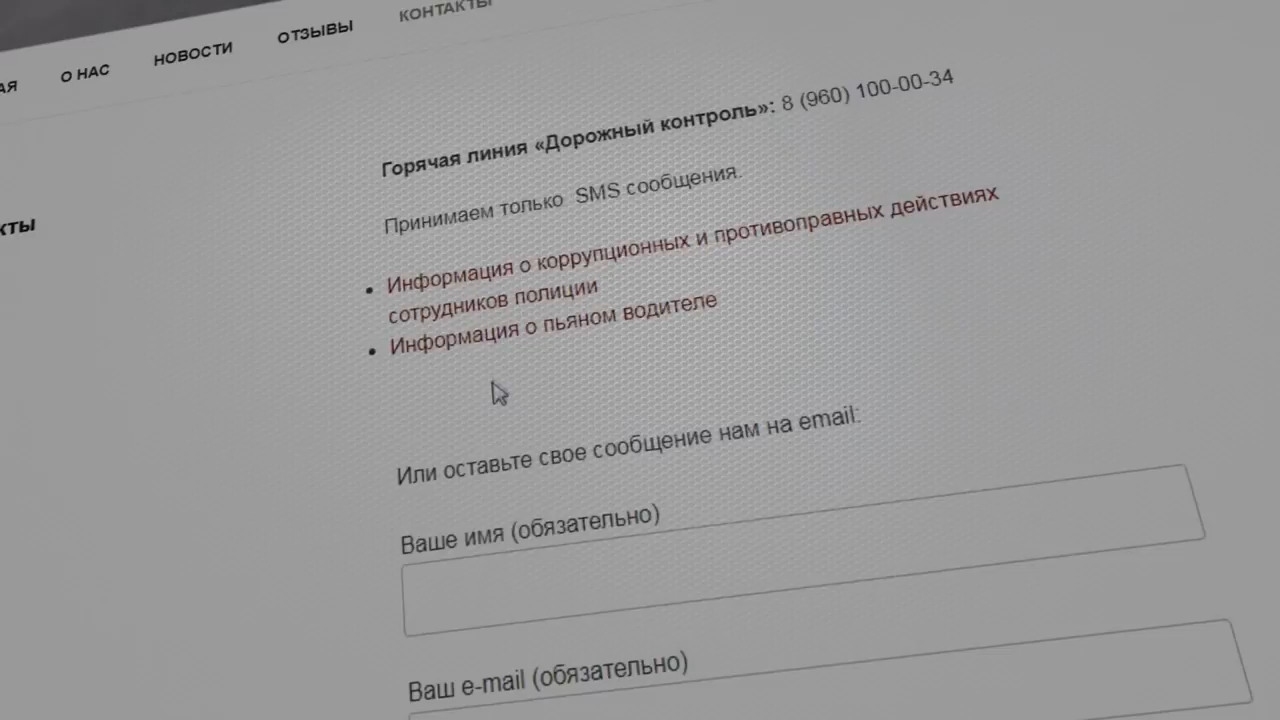 АЯ О НАС НОВОСТИ ОТЗЫВЫ КОНТАКТЫ
Горячая линия «Дорожный контроль»: 8 (960) 100-00-34
Принимаем только SMS сообщения.
кты
• Информация о коррупционных и противоправных действиях
сотрудников полиции
• Информация о пьяном водителе
Или оставьте свое сообщение нам на email:
Ваше имя (обязательно)
Ваш e-mail (обязательно)